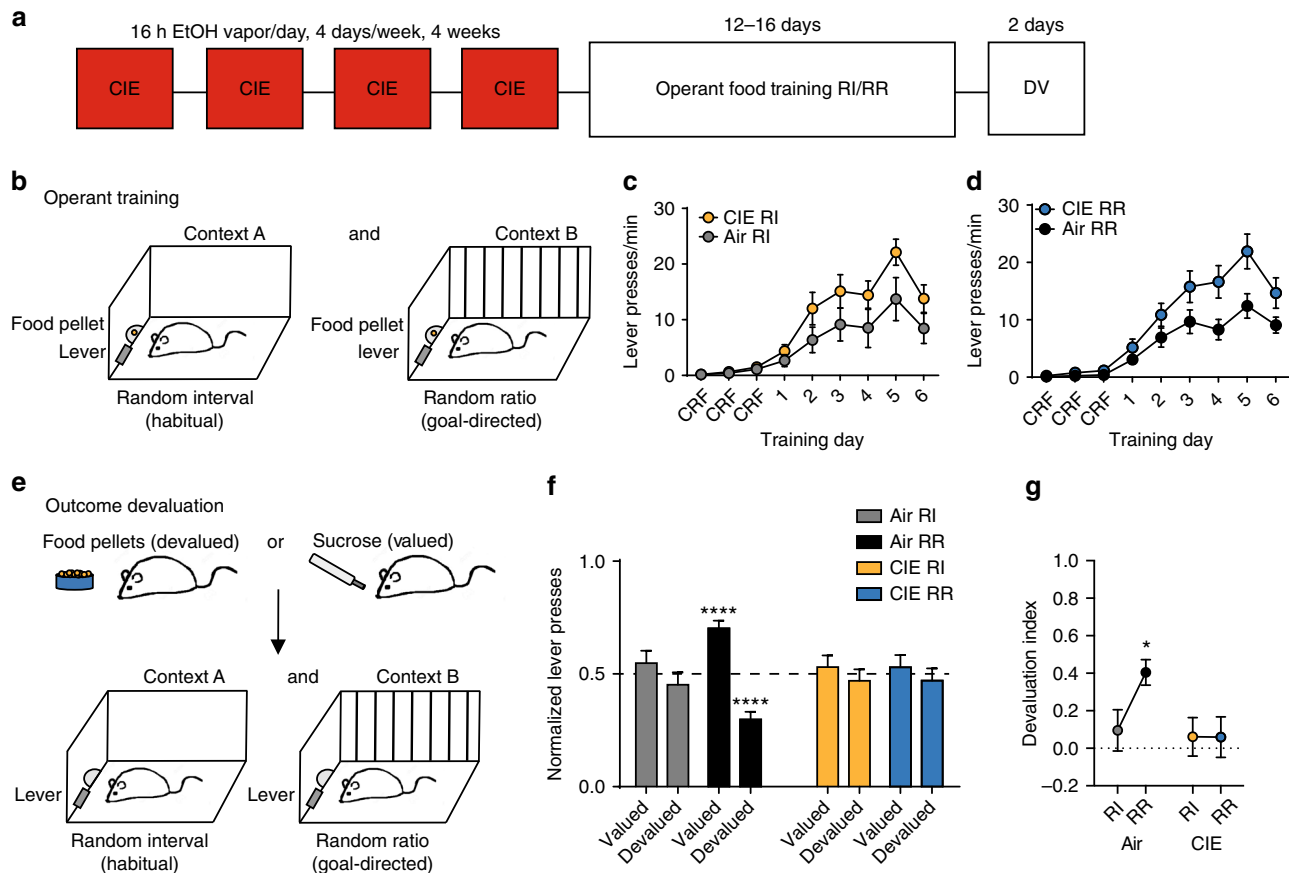 a
16 h EtOH vapor/day, 4 days/week, 4 weeks
12–16 days
2 days
CIE
CIE
CIE
CIE
Operant food training RI/RR
DV
b
Operant training
Context A
and
Context B
Food pellet
Lever
Food pellet
lever
Random interval
(habitual)
Random ratio
(goal-directed)
c
Lever presses/min
30
20
10
0
CIE RI
Air RI
CRF
CRF
CRF
1
2
3
4
5
6
Training day
d
Lever presses/min
30
20
10
0
CIE RR
Air RR
CRF
CRF
CRF
1
2
3
4
5
6
Training day
e
Outcome devaluation
Food pellets (devalued)
or
Sucrose (valued)
Context A
and
Context B
Lever
Lever
Random interval
(habitual)
Random ratio
(goal-directed)
f
Air RI
Air RR
CIE RI
CIE RR
Normalized lever presses
1.0
0.5
0.0
****
****
Valued
Devalued
Valued
Devalued
Valued
Devalued
Valued
Devalued
g
Devaluation index
1.0
0.8
0.6
0.4
0.2
0.0
–0.2
*
RI
RR
RI
RR
Air
CIE